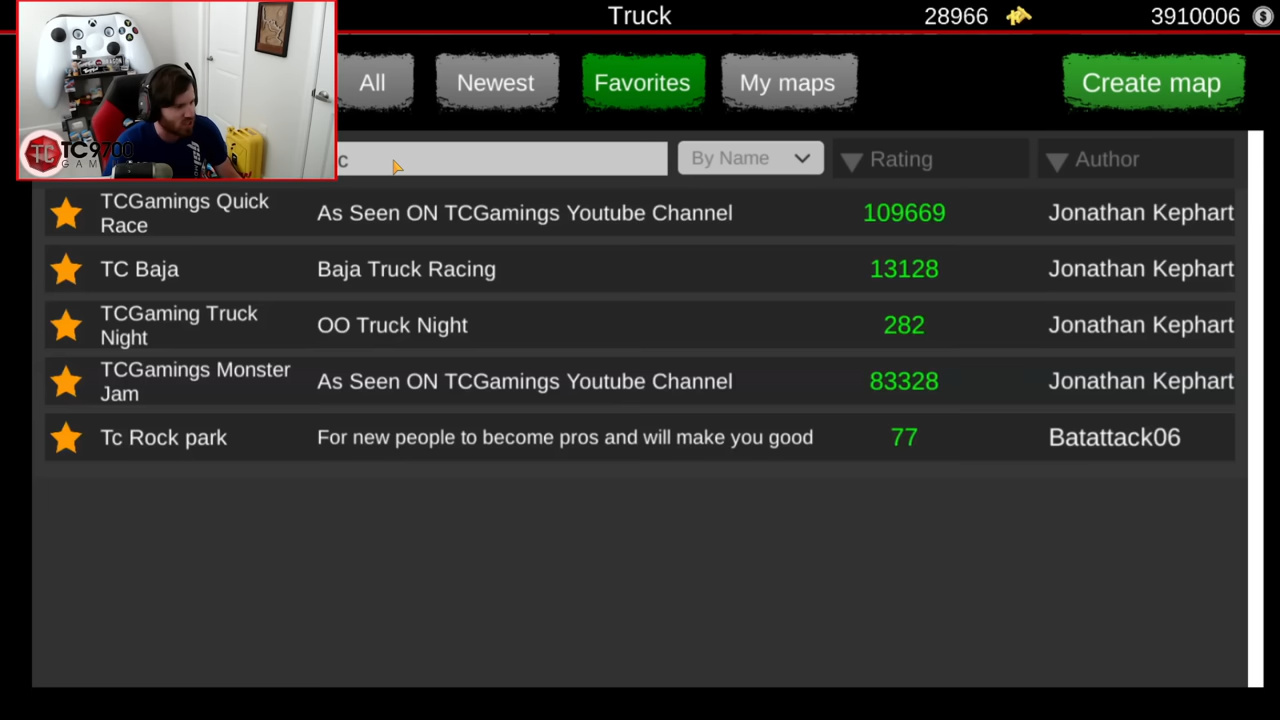 Truck
28966
3910006
All
Newest
Favorites
My maps
Create map
TC 9700
GAM
c
By Name
Rating
Author
TCGamings Quick
Race
As Seen ON TCGamings Youtube Channel
109669
Jonathan Kephart
TC Baja
Baja Truck Racing
13128
Jonathan Kephart
TCGaming Truck
Night
OO Truck Night
282
Jonathan Kephart
TCGamings Monster
Jam
As Seen ON TCGamings Youtube Channel
83328
Jonathan Kephart
Tc Rock park
For new people to become pros and will make you good
77
Batattack06